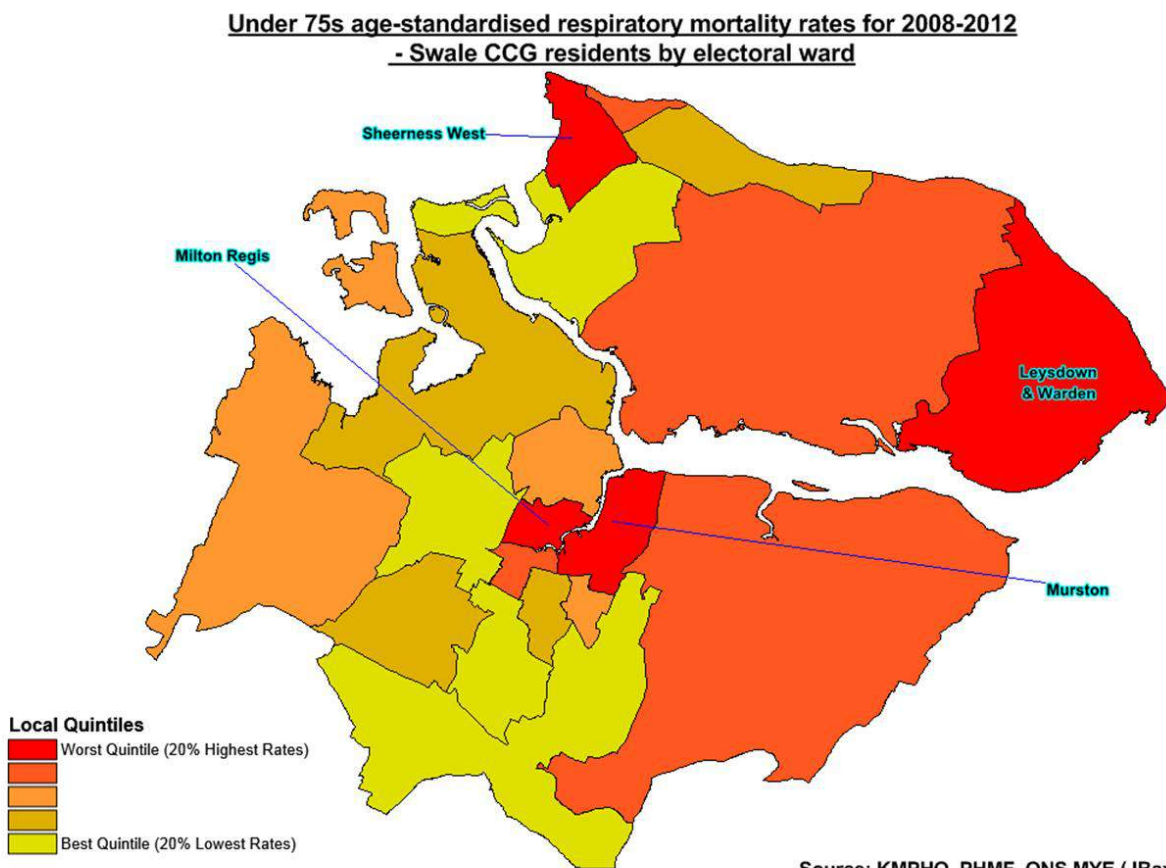 Under 75s age-standardised respiratory mortality rates for 2008-2012
- Swale CCG residents by electoral ward
Sheerness West
Milton Regis
Leysdown
& Warden
Murston
Local Quintiles
Worst Quintile (20% Highest Rates)
Best Quintile (20% Lowest Rates)
Source: KMPHO, PHMF, ONS MYE